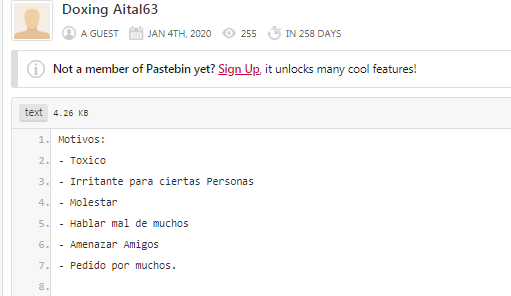 Doxing Aital63
A GUEST JAN 4TH, 2020 255 IN 258 DAYS
Not a member of Pastebin yet? Sign Up, it unlocks many cool features!
text 4.26 KB
1. Motivos:
2. - Toxico
3. - Irritante para ciertas Personas
4. - Molestar
5. - Hablar mal de muchos
6. - Amenazar Amigos
7. - Pedido por muchos.
8.